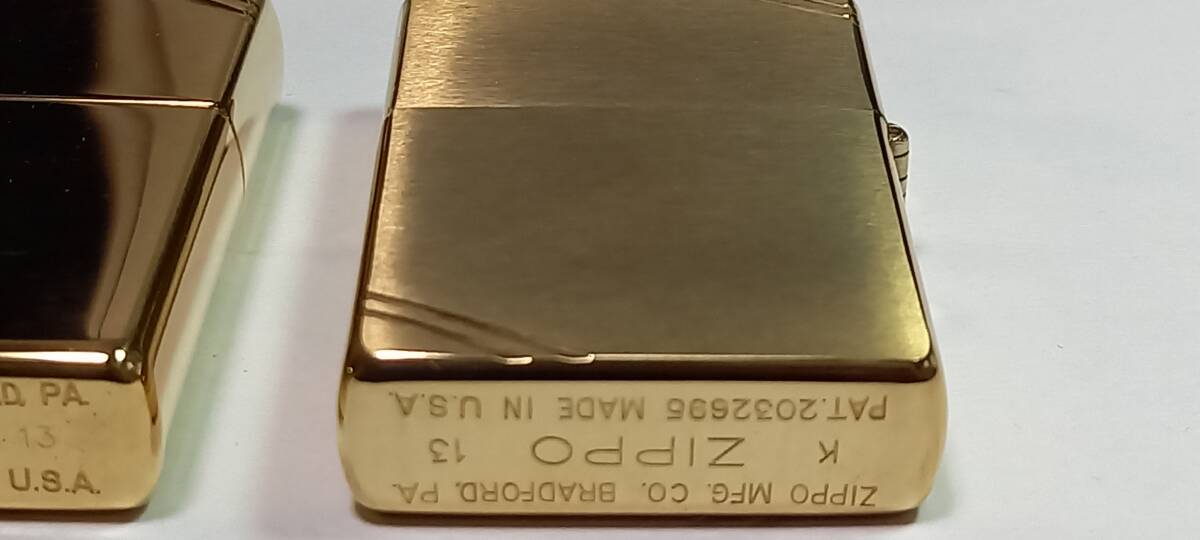 D, PA.
13
U.S.A.
ZIPPO MFG. CO. BRADFORD, PA.
K ZIPPO 13
PAT.2032695 MADE IN U.S.A.